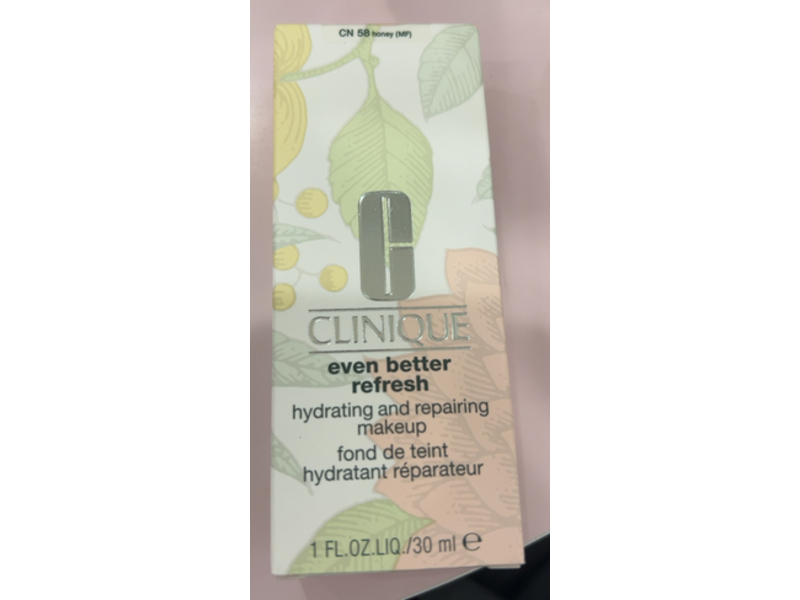 CN 58 honey (MF)
CLINIQUE
even better
refresh
hydrating and repairing
makeup
fond de teint
hydratant réparateur
1 FL.OZ.LIQ./30 ml ℮